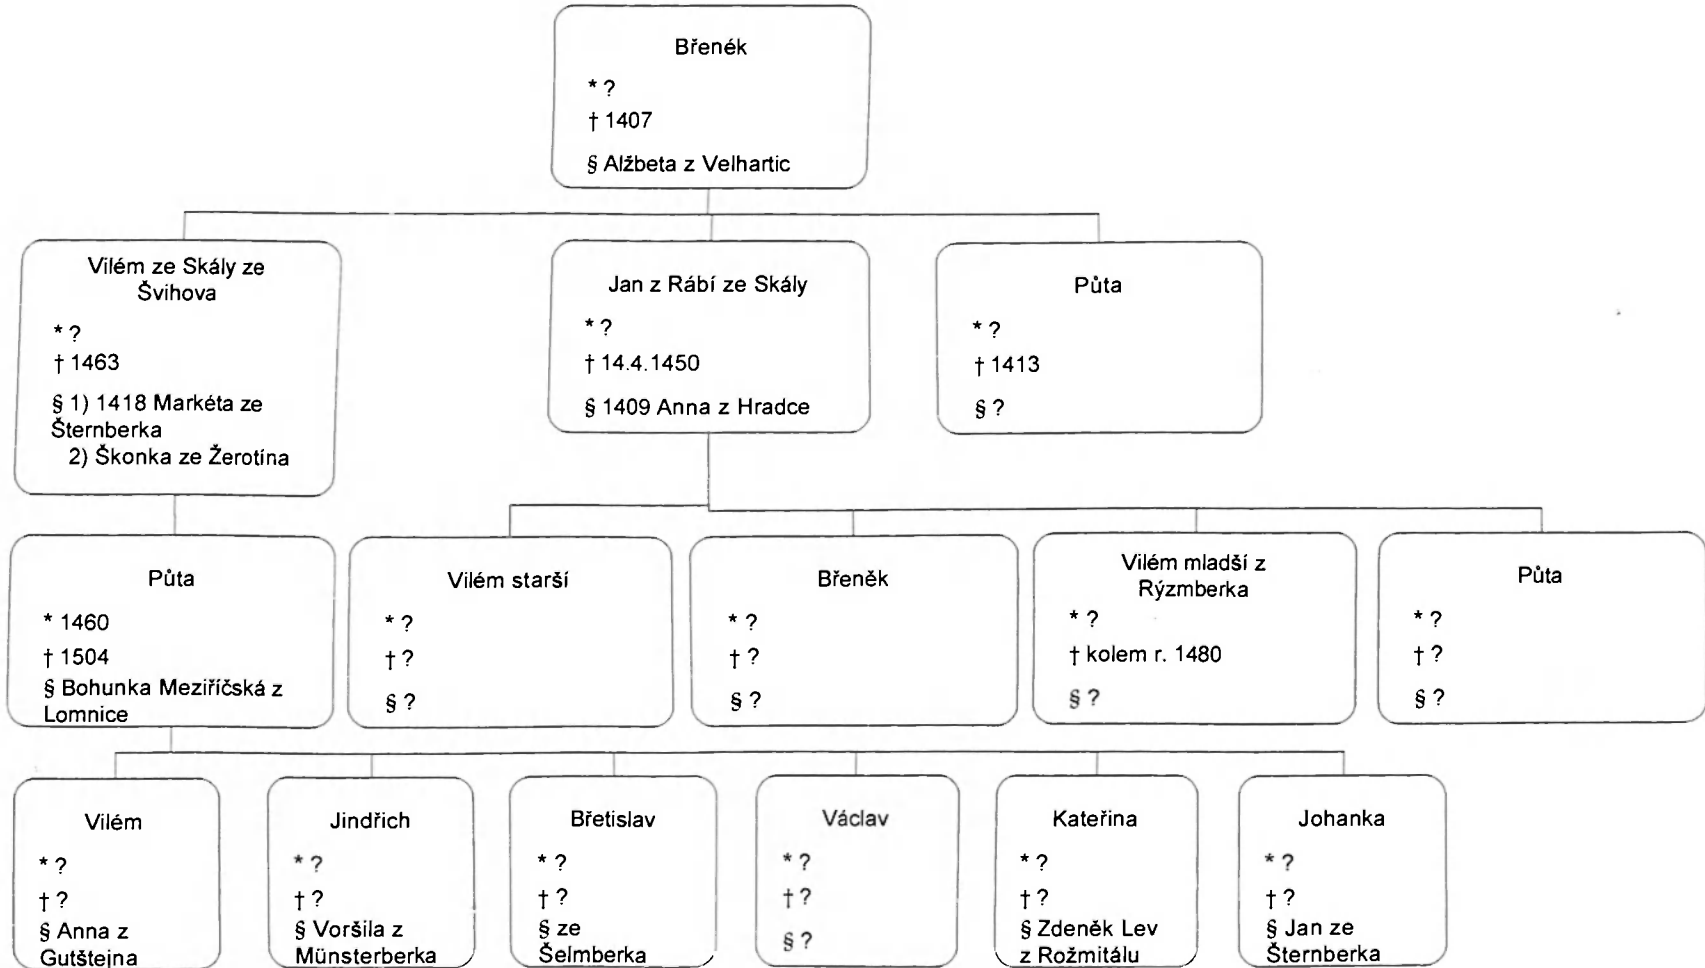 Břenék
* ?
† 1407
§ Alžbeta z Velhartic
Vilém ze Skály ze
Švihova
* ?
† 1463
§ 1) 1418 Markéta ze
Šternberka
2) Škonka ze Žerotína
Jan z Rábí ze Skály
* ?
† 14.4.1450
§ 1409 Anna z Hradce
Půta
* ?
† 1413
§ ?
Půta
* 1460
† 1504
§ Bohunka Meziříčská z
Lomnice
Vilém starší
* ?
† ?
§ ?
Břeněk
* ?
† ?
§ ?
Vilém mladší z
Rýzmberka
* ?
† kolem r. 1480
§ ?
Půta
* ?
† ?
§ ?
Vilém
* ?
† ?
§ Anna z
Gutštejna
Jindřich
* ?
† ?
§ Voršila z
Münsterberka
Břetislav
* ?
† ?
§ ze
Šelmberka
Václav
* ?
† ?
§ ?
Kateřina
* ?
† ?
§ Zdeněk Lev
z Rožmitálu
Johanka
* ?
† ?
§ Jan ze
Šternberka